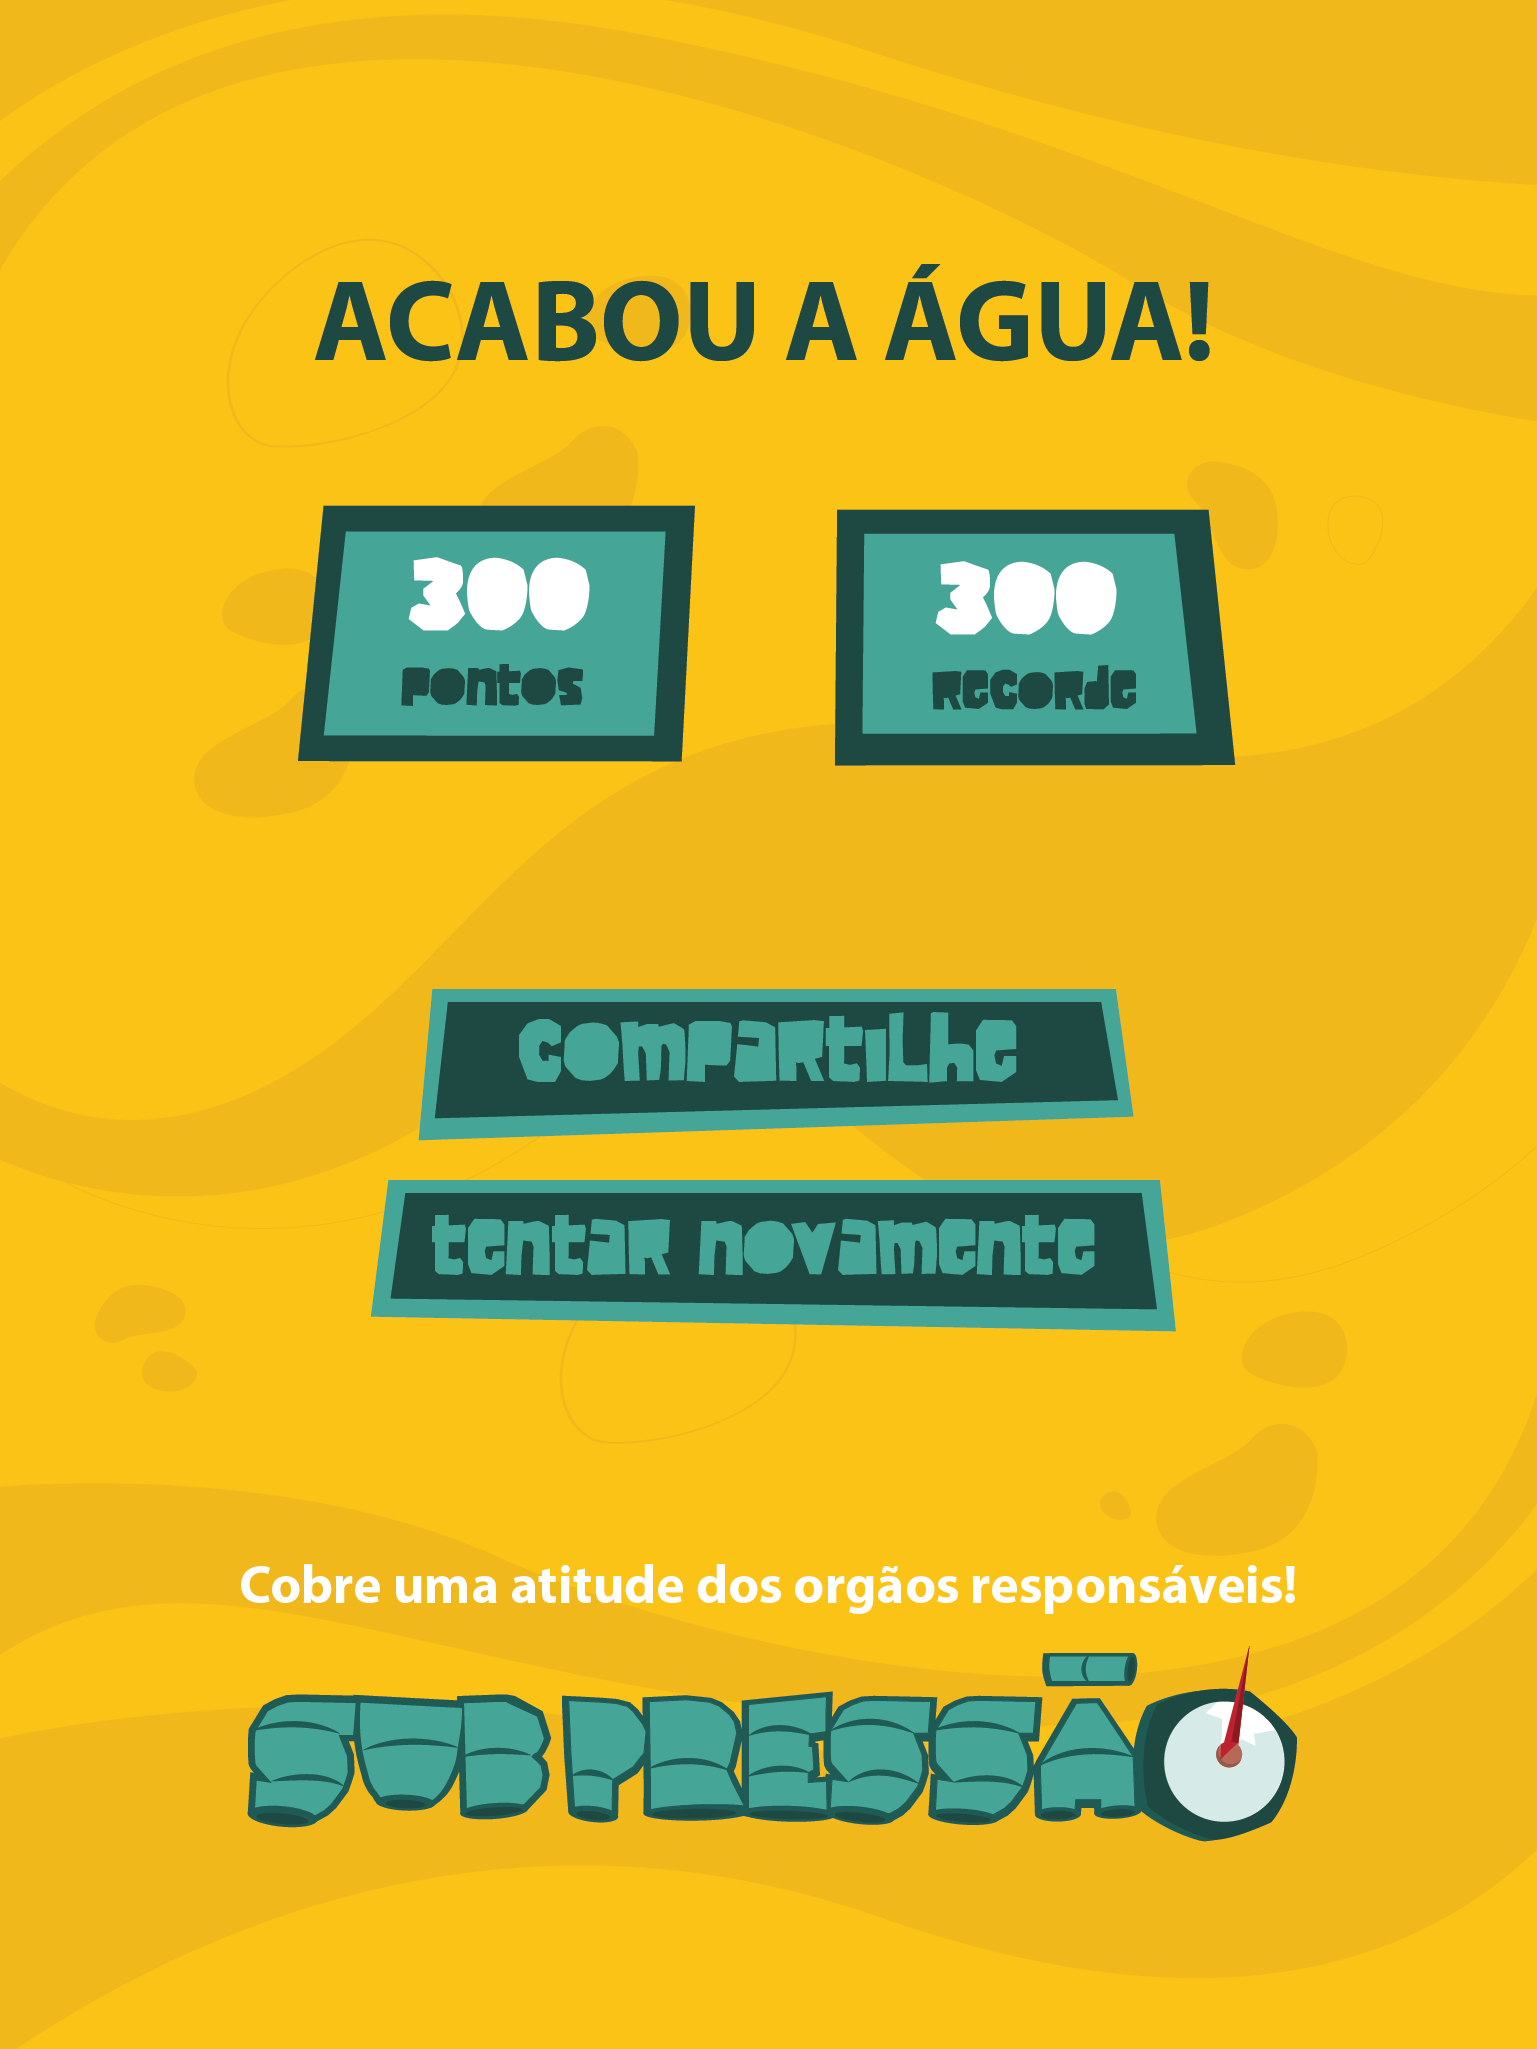 ACABOU A ÁGUA!
300
pontos
300
recorde
compartilhe
tentar novamente
Cobre uma atitude dos orgãos responsáveis!
SUB PRESSÃO